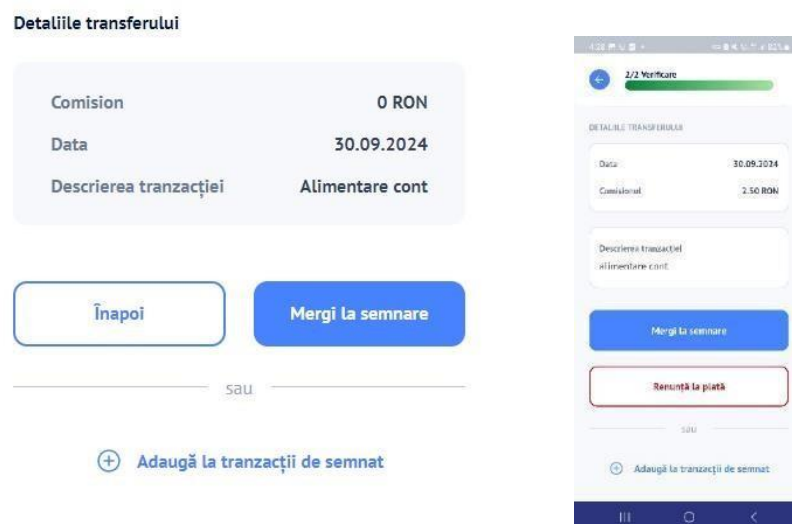 Detaliile transferului
Comision 0 RON
Data 30.09.2024
Descrierea tranzacției Alimentare cont
Înapoi Mergi la semnare
sau
Adaugă la tranzacții de semnat
2/2 Verificare
DETALIILE TRANSFERULUI
Data 30.09.2024
Comisionul 2.50 RON
Descrierea tranzacției
alimentare cont
Mergi la semnare
Renunță la plată
sau
Adaugă la tranzacții de semnat